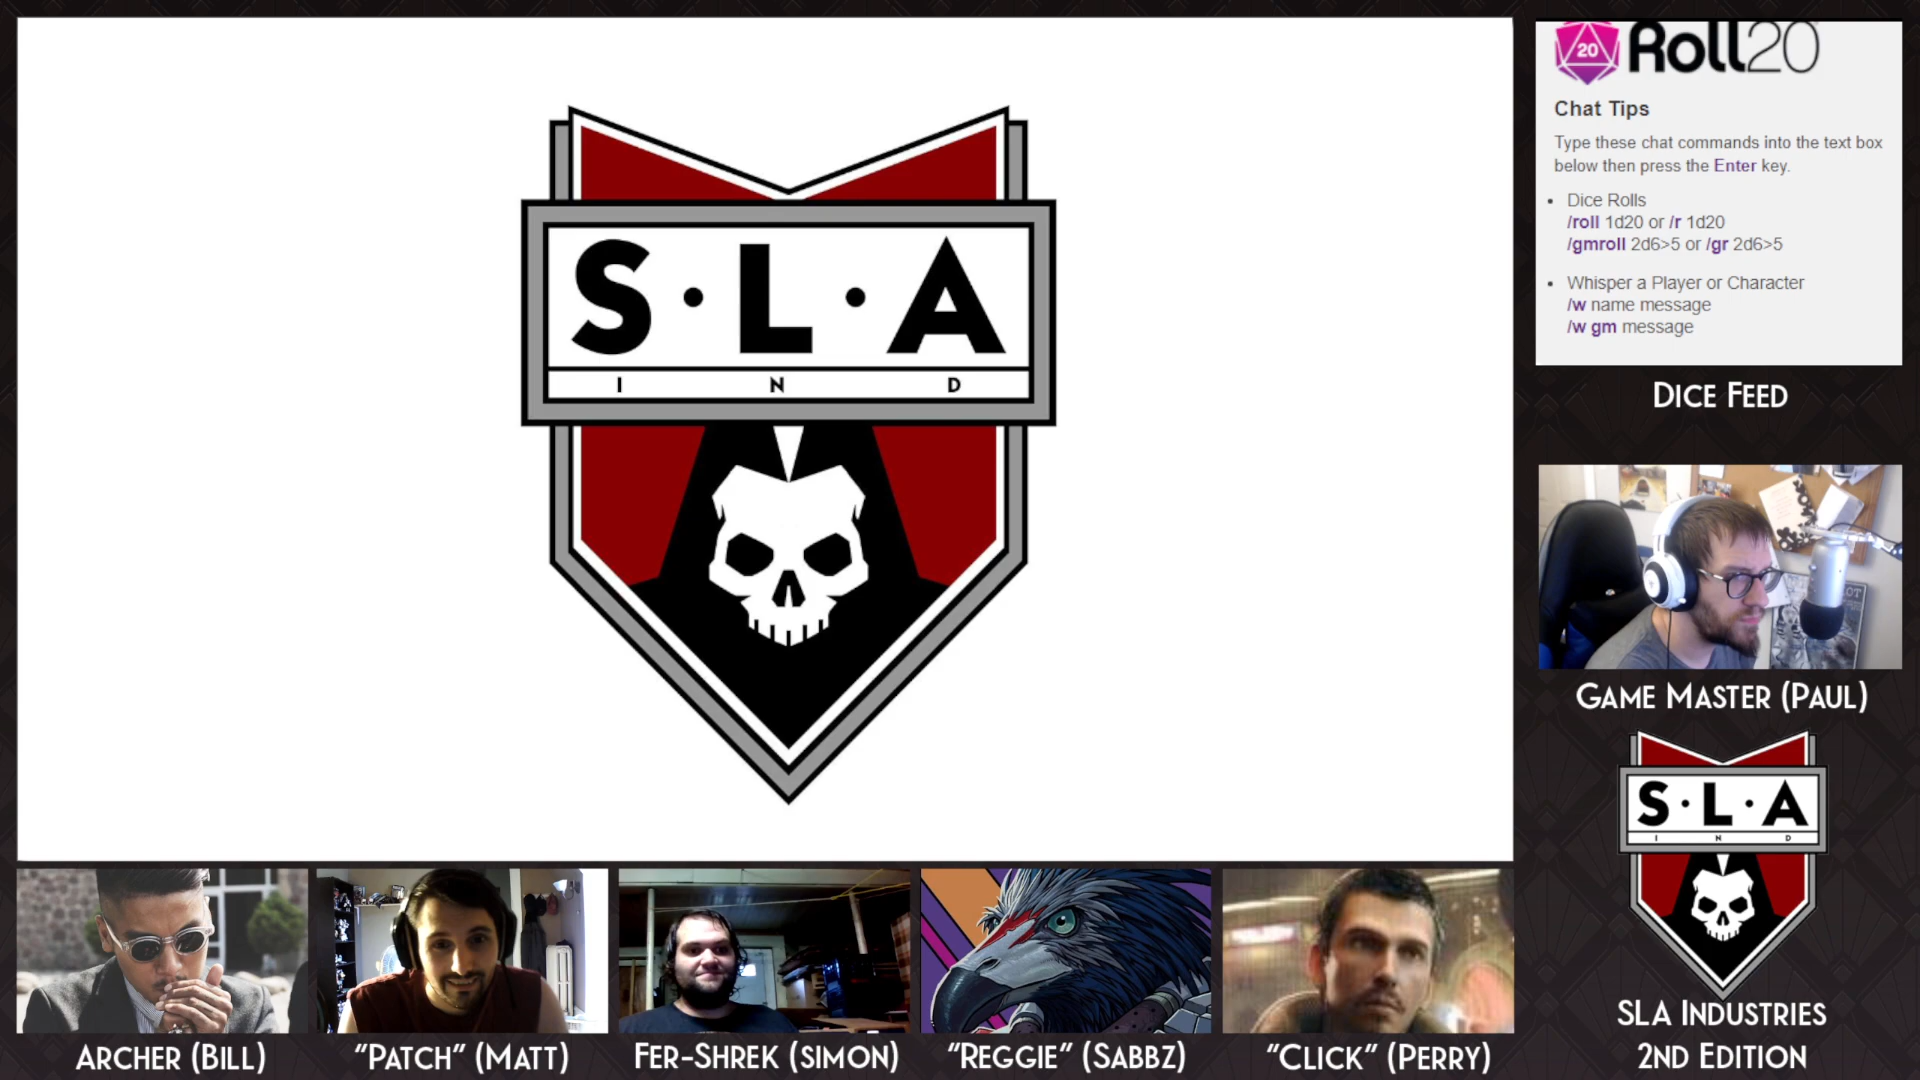 S·L·A
I N D
20 Roll20
Chat Tips
Type these chat commands into the text box
below then press the Enter key.
• Dice Rolls
/roll 1d20 or /r 1d20
/gmroll 2d6>5 or /gr 2d6>5
• Whisper a Player or Character
/w name message
/w gm message
DICE FEED
GAME MASTER (PAUL)
S·L·A
I N D
SLA INDUSTRIES
2ND EDITION
ARCHER (BILL)
“PATCH” (MATT)
FER-SHREK (SIMON)
“REGGIE” (SABBZ)
“CLICK” (PERRY)